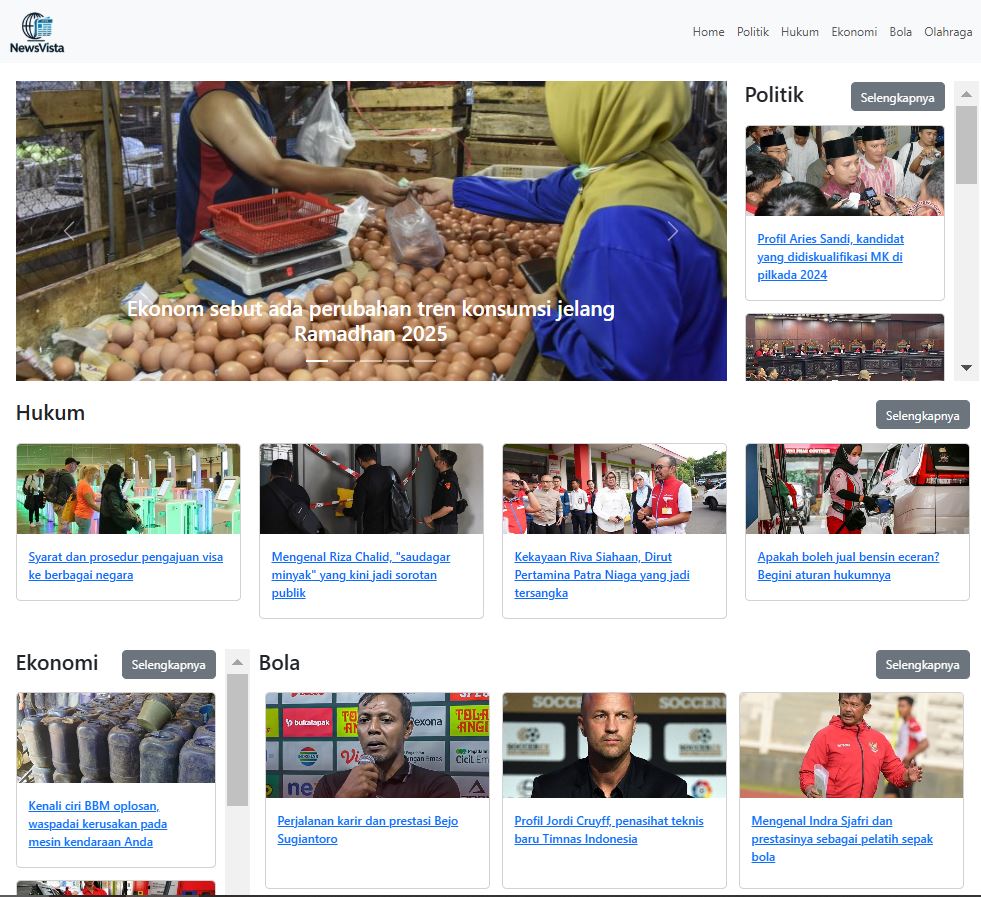 NewsVista
Home Politik Hukum Ekonomi Bola Olahraga
Ekonom sebut ada perubahan tren konsumsi jelang
Ramadhan 2025
Politik
Selengkapnya
Profil Aries Sandi, kandidat
yang didiskualifikasi MK di
pilkada 2024
Hukum
Selengkapnya
Syarat dan prosedur pengajuan visa
ke berbagai negara
Mengenal Riza Chalid, "saudagar
minyak" yang kini jadi sorotan
publik
Kekayaan Riva Siahaan, Dirut
Pertamina Patra Niaga yang jadi
tersangka
Apakah boleh jual bensin eceran?
Begini aturan hukumnya
Ekonomi
Selengkapnya
Kenali ciri BBM oplosan,
waspadai kerusakan pada
mesin kendaraan Anda
Bola
Selengkapnya
bukalapak
Rexona
TOLA
ANGI
Perjalanan karir dan prestasi Bejo
Sugiantoro
SOCCER
Profil Jordi Cruyff, penasihat teknis
baru Timnas Indonesia
Mengenal Indra Sjafri dan
prestasinya sebagai pelatih sepak
bola